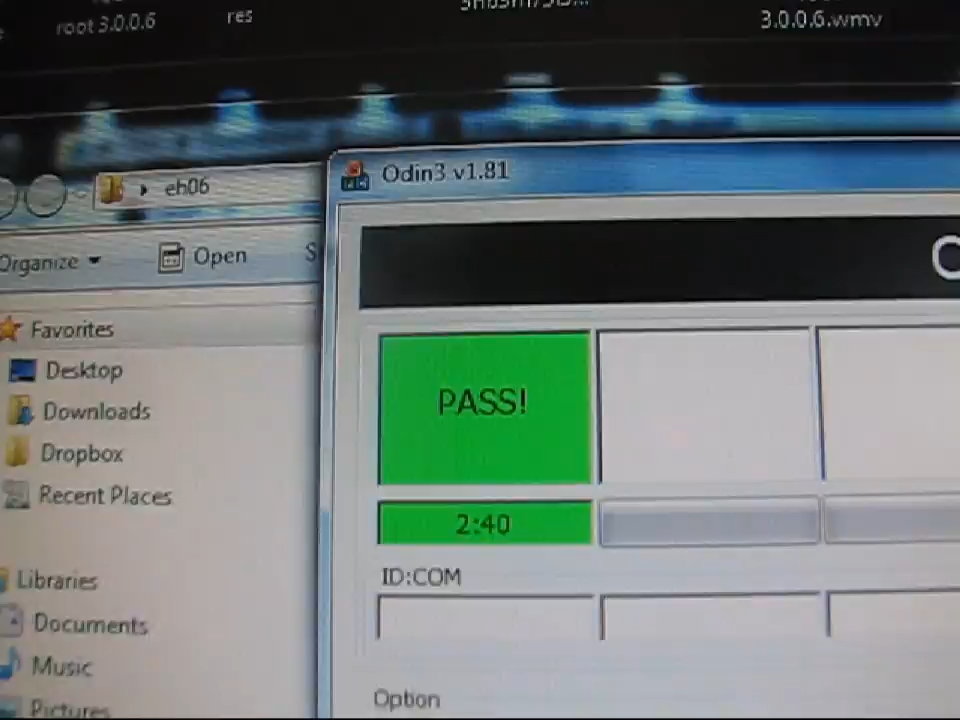 root 3.0.0.6
res
3.0.0.6.wmv
eh06
Odin3 v1.81
Organize
Open
Favorites
Desktop
PASS!
Downloads
Dropbox
Recent Places
2:40
ID:COM
Libraries
Documents
Music
Pictures
Option